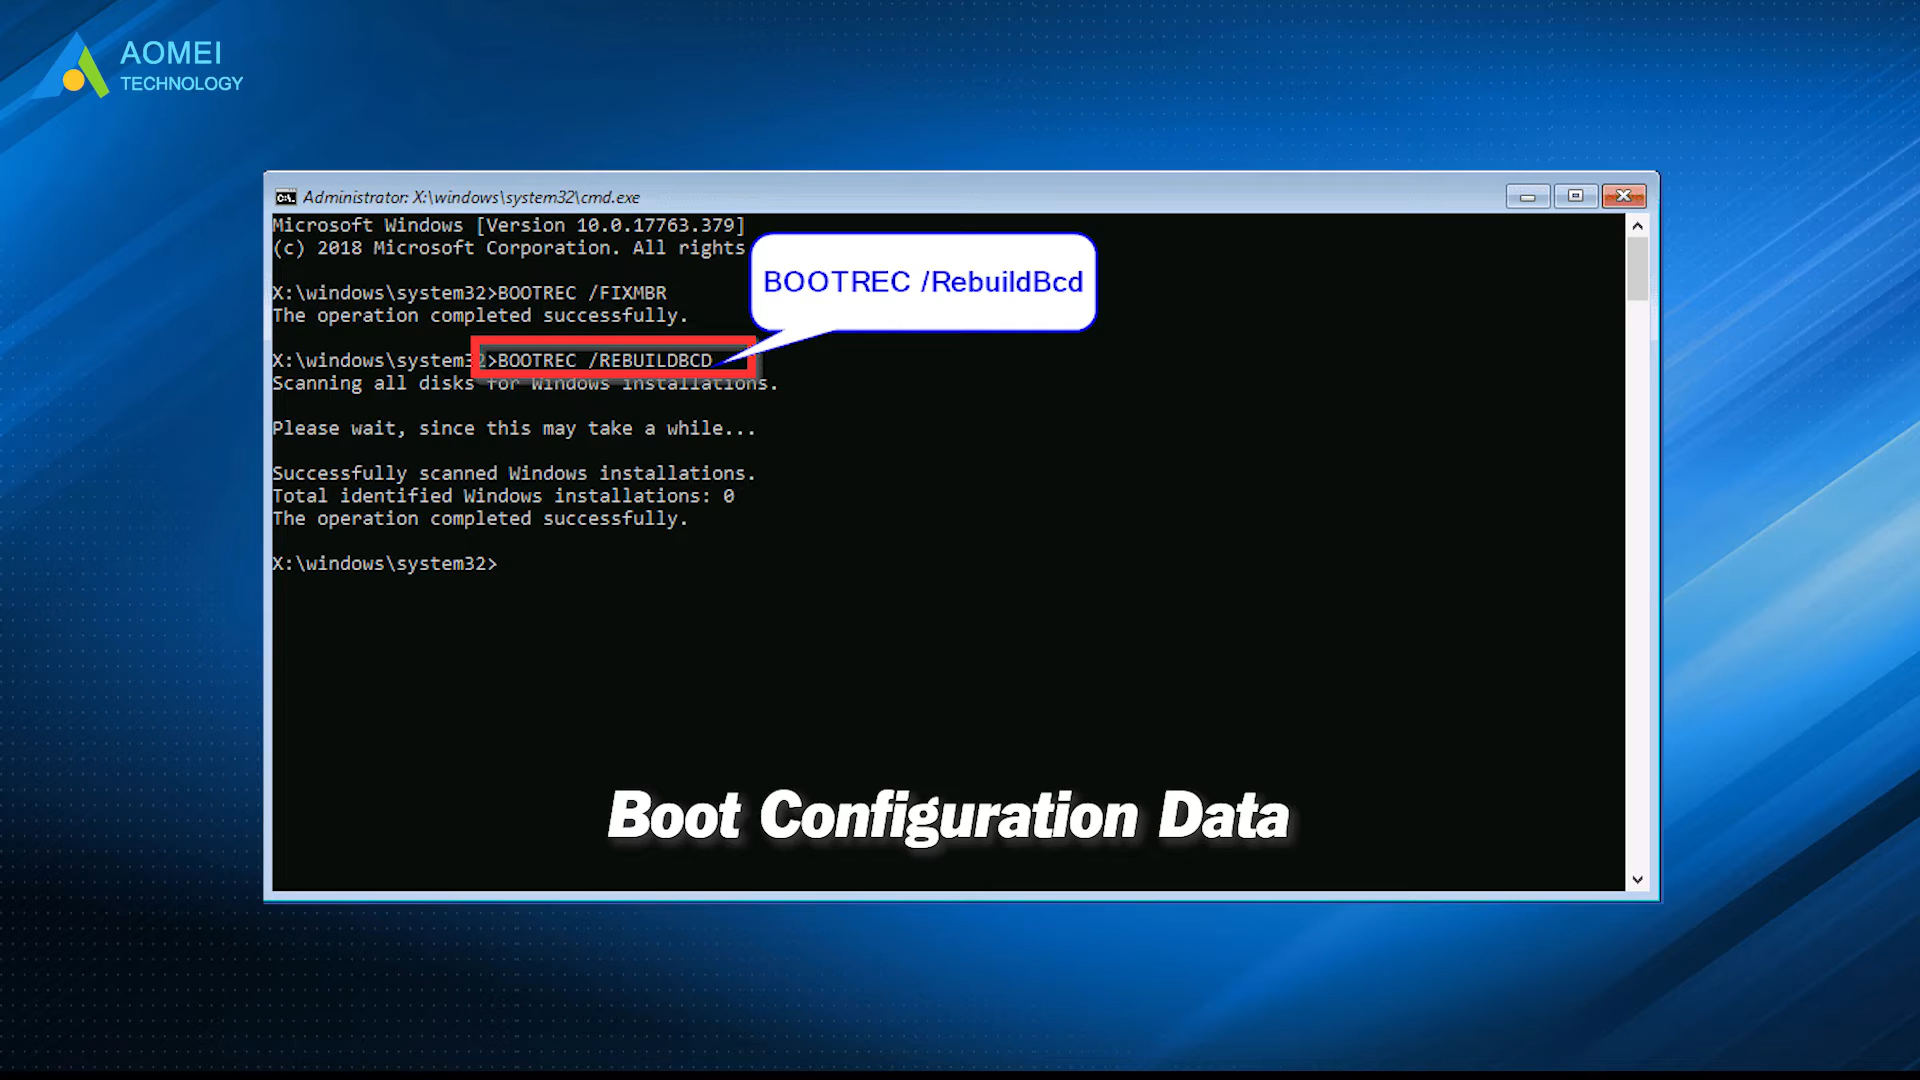 AOMEI
TECHNOLOGY
Administrator: X:\windows\system32\cmd.exe
Microsoft Windows [Version 10.0.17763.379]
(c) 2018 Microsoft Corporation. All rights
BOOTREC /RebuildBcd
X:\windows\system32>BOOTREC /FIXMBR
The operation completed successfully.
X:\windows\system32>BOOTREC /REBUILDBCD
Scanning all disks for Windows installations.
Please wait, since this may take a while...
Successfully scanned Windows installations.
Total identified Windows installations: 0
The operation completed successfully.
X:\windows\system32>
Boot Configuration Data